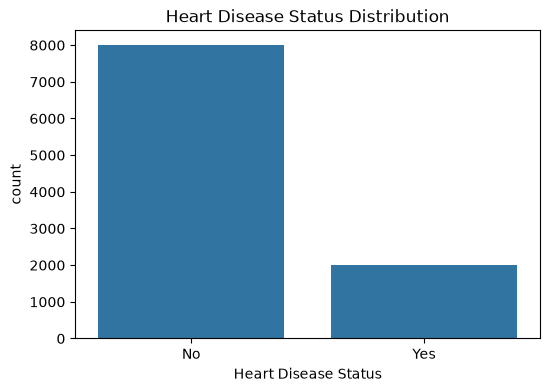 Heart Disease Status Distribution
8000
7000
6000
5000
4000
3000
2000
1000
0
count
No Yes
Heart Disease Status